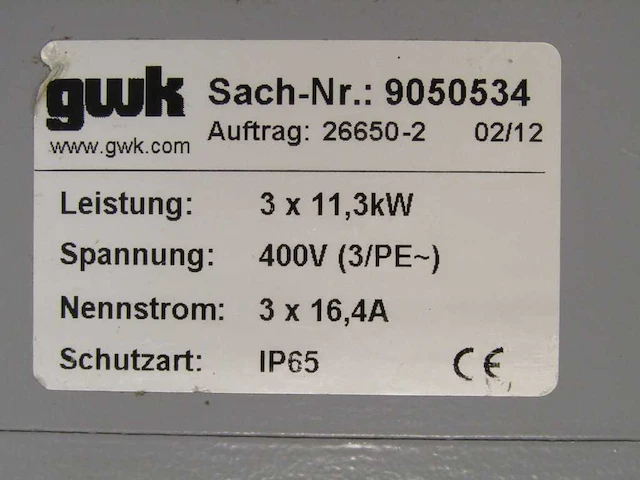 gwk Sach-Nr.: 9050534
www.gwk.com Auftrag: 26650-2 02/12
Leistung: 3 x 11,3kW
Spannung: 400V (3/PE~)
Nennstrom: 3 x 16,4A
Schutzart: IP65 CE